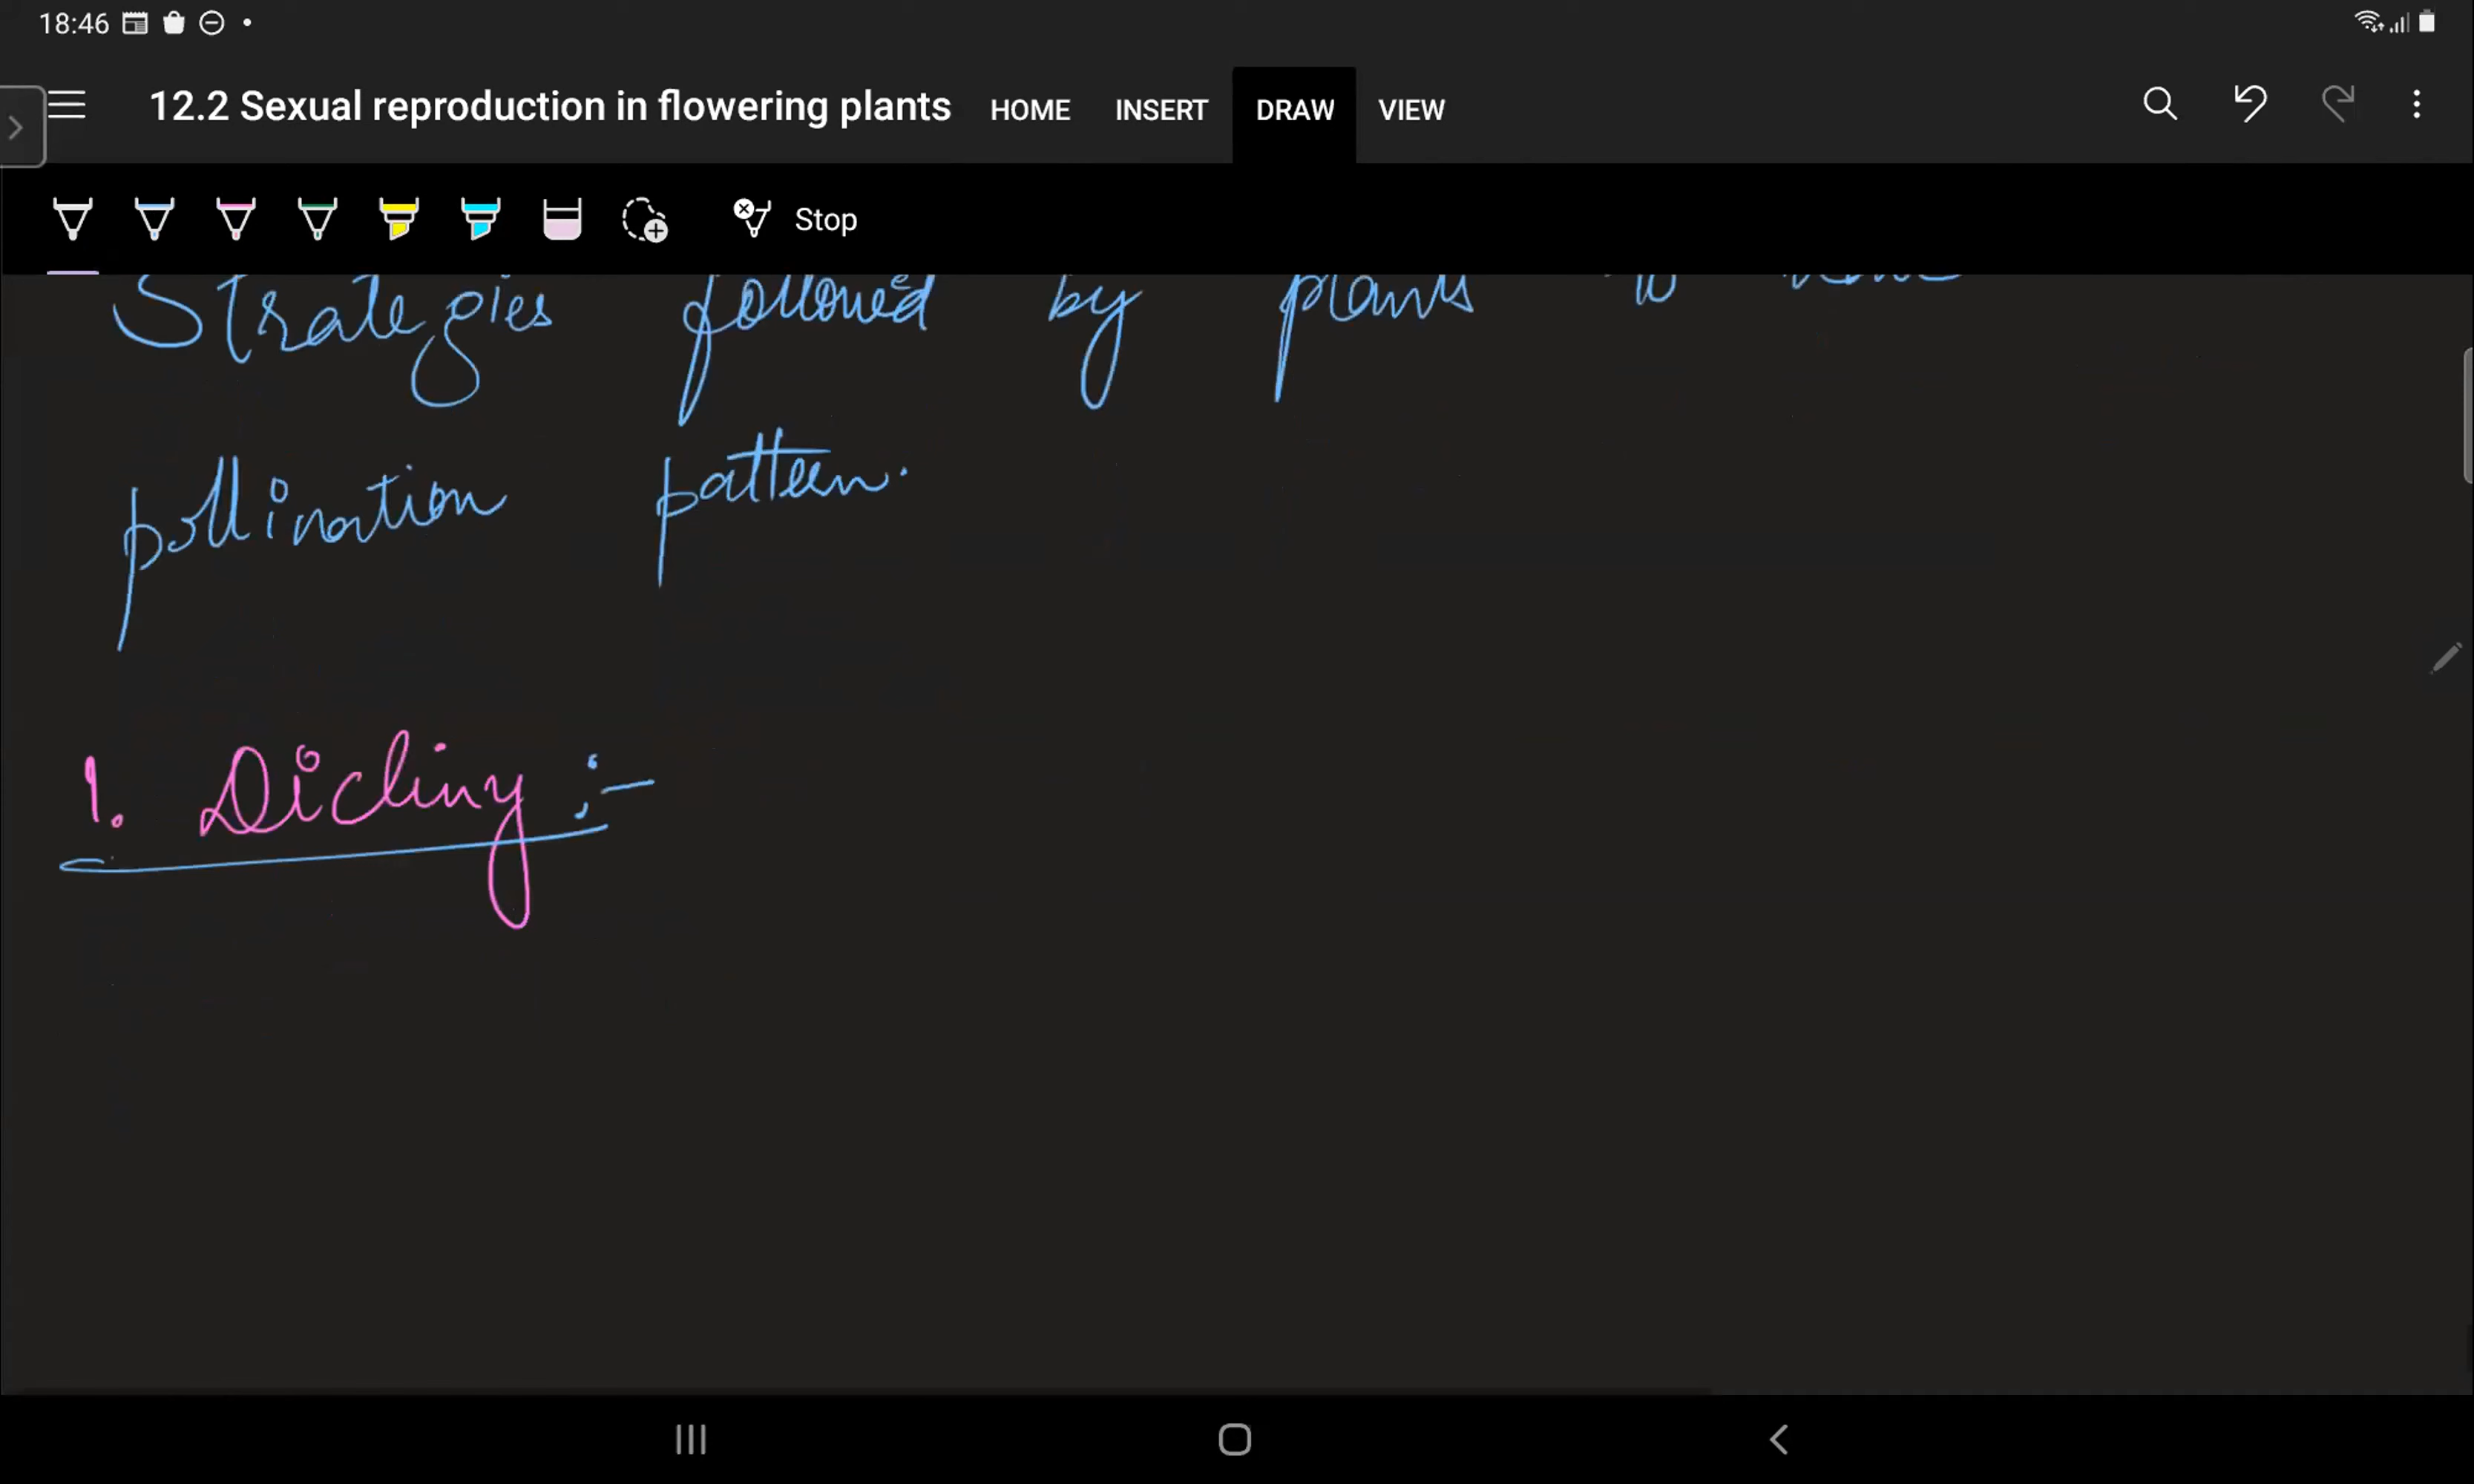 18:46
12.2 Sexual reproduction in flowering plants HOME INSERT DRAW VIEW
Stop
Strategies followed by plants to
pollination pattern.
1. Dicliny :-